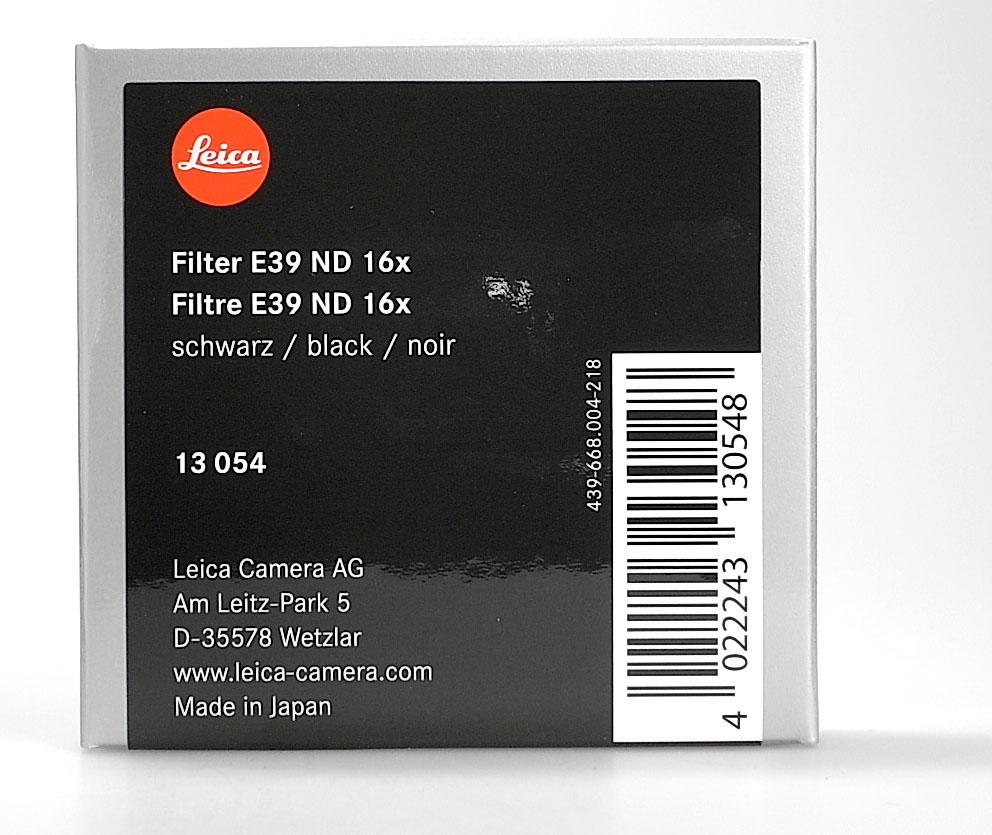 Leica
Filter E39 ND 16x
Filtre E39 ND 16x
schwarz / black / noir
13 054
Leica Camera AG
Am Leitz-Park 5
D-35578 Wetzlar
www.leica-camera.com
Made in Japan
439-668.004-218
4 022243 130548